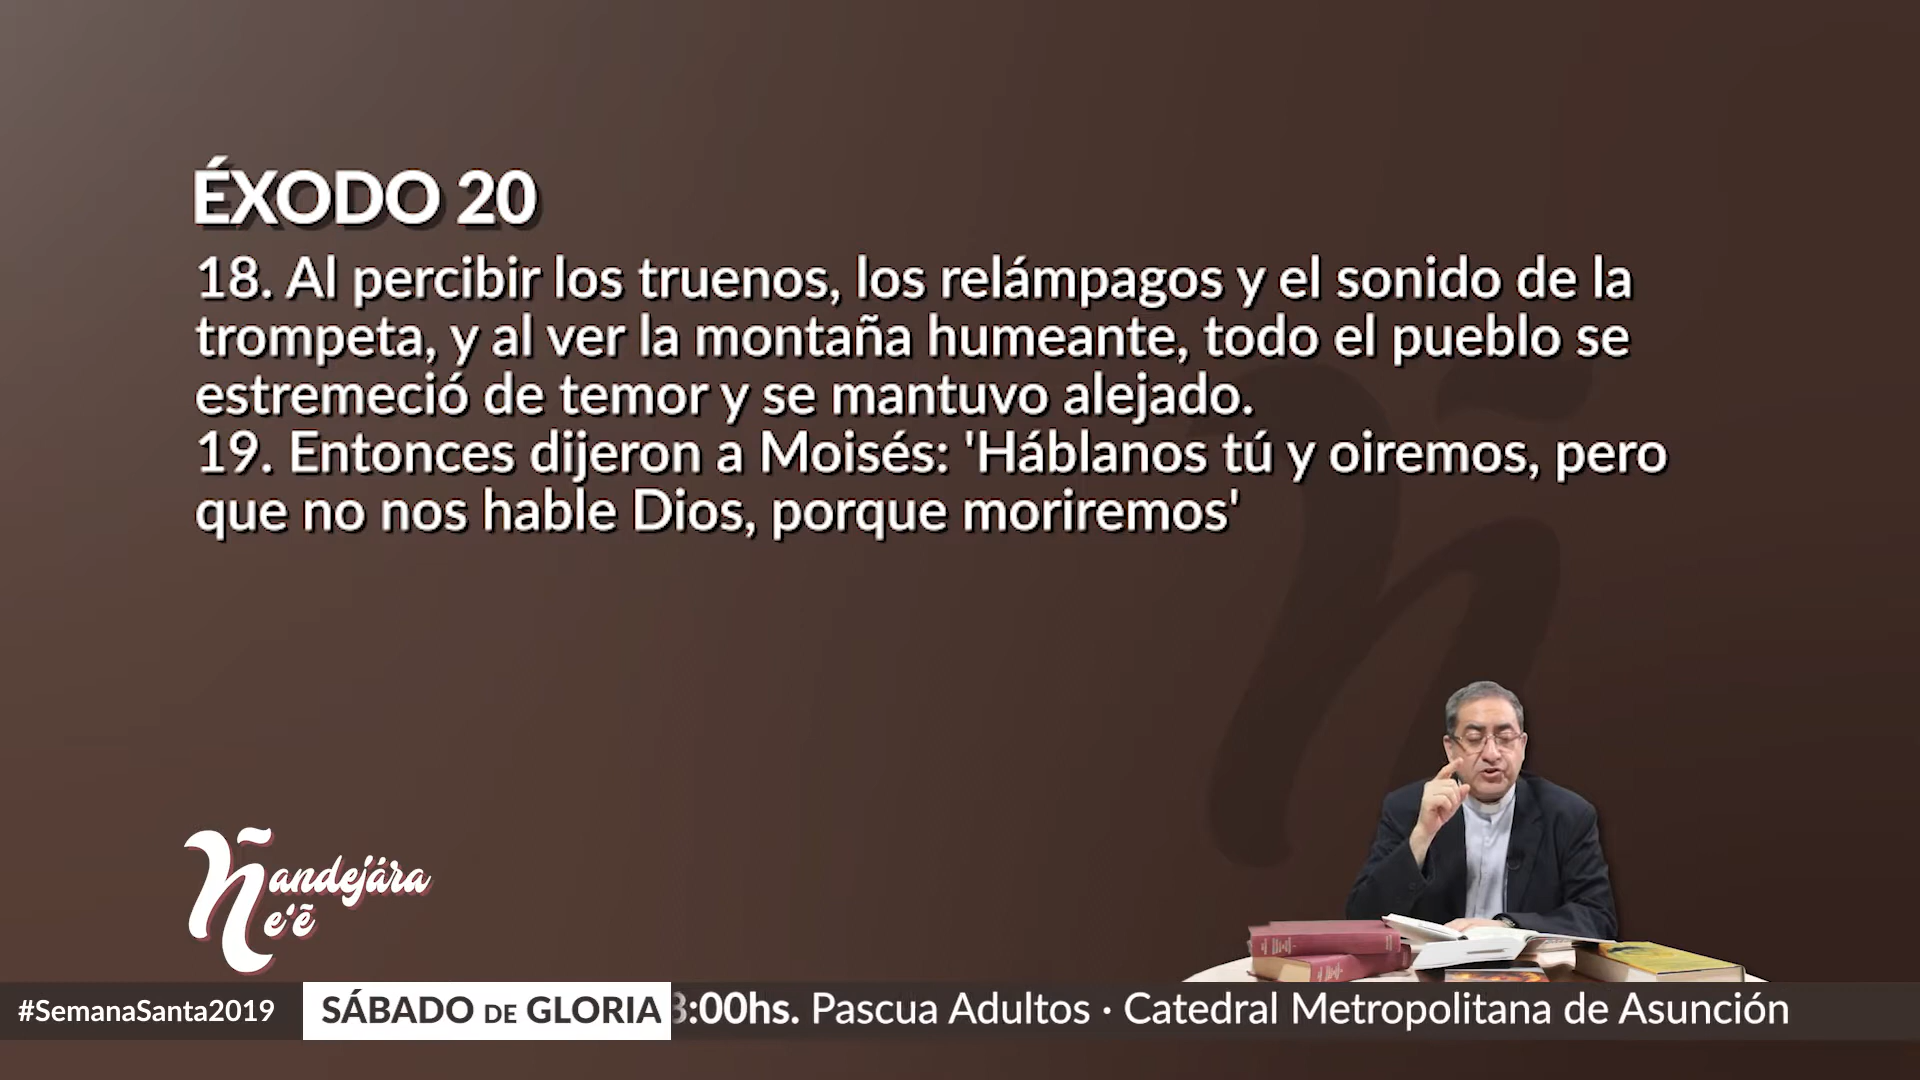 ÉXODO 20
18. Al percibir los truenos, los relámpagos y el sonido de la
trompeta, y al ver la montaña humeante, todo el pueblo se
estremeció de temor y se mantuvo alejado.
19. Entonces dijeron a Moisés: 'Háblanos tú y oiremos, pero
que no nos hable Dios, porque moriremos'
Ñandejára
Ñe'ẽ
#SemanaSanta2019
SÁBADO DE GLORIA
:00hs. Pascua Adultos · Catedral Metropolitana de Asunción